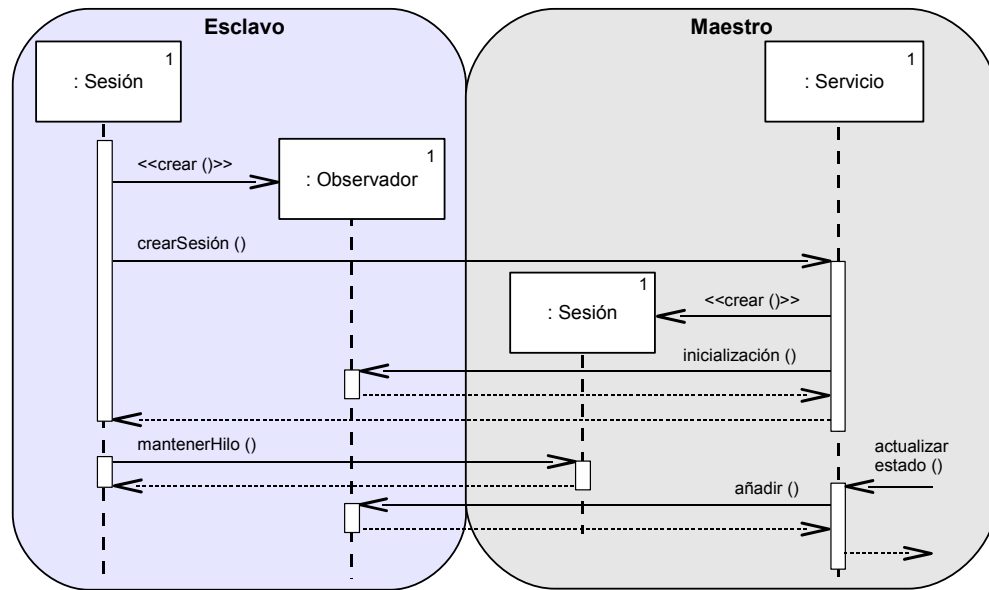 Esclavo
Maestro
1
: Sesión
1
: Servicio
<<crear ()>>
1
: Observador
crearSesión ()
1
: Sesión
<<crear ()>>
inicialización ()
mantenerHilo ()
actualizar
estado ()
añadir ()